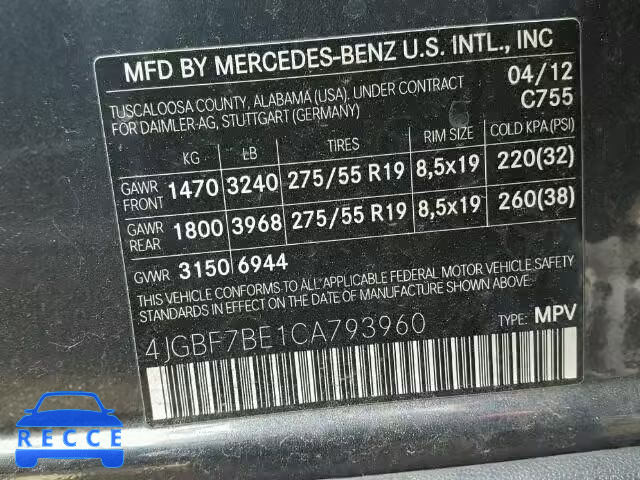 MFD BY MERCEDES-BENZ U.S. INTL., INC
TUSCALOOSA COUNTY, ALABAMA (USA). UNDER CONTRACT 04/12
FOR DAIMLER-AG, STUTTGART (GERMANY) C755
KG LB TIRES RIM SIZE COLD KPA (PSI)
GAWR FRONT 1470 3240 275/55 R19 8,5x19 220(32)
GAWR REAR 1800 3968 275/55 R19 8,5x19 260(38)
GVWR 3150 6944
THIS VEHICLE CONFORMS TO ALL APPLICABLE FEDERAL MOTOR VEHICLE SAFETY
STANDARDS IN EFFECT ON THE DATE OF MANUFACTURE SHOWN ABOVE.
4JGBF7BE1CA793960 TYPE: MPV
RECCE